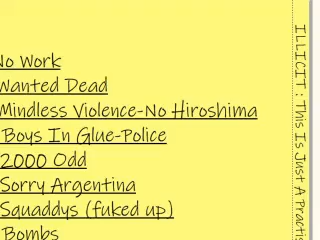 No Work
Wanted Dead
Mindless Violence-No Hiroshima
Boys In Glue-Police
2000 Odd
Sorry Argentina
Squaddys (fuked up)
Bombs
ILLICIT : This Is Just A Practis